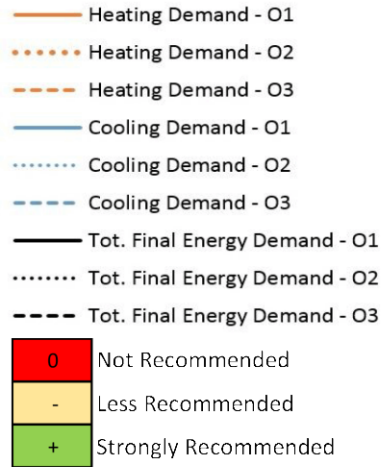 Heating Demand - O1
Heating Demand - O2
Heating Demand - O3
Cooling Demand - O1
Cooling Demand - O2
Cooling Demand - O3
Tot. Final Energy Demand - O1
Tot. Final Energy Demand - O2
Tot. Final Energy Demand - O3
0 Not Recommended
- Less Recommended
+ Strongly Recommended